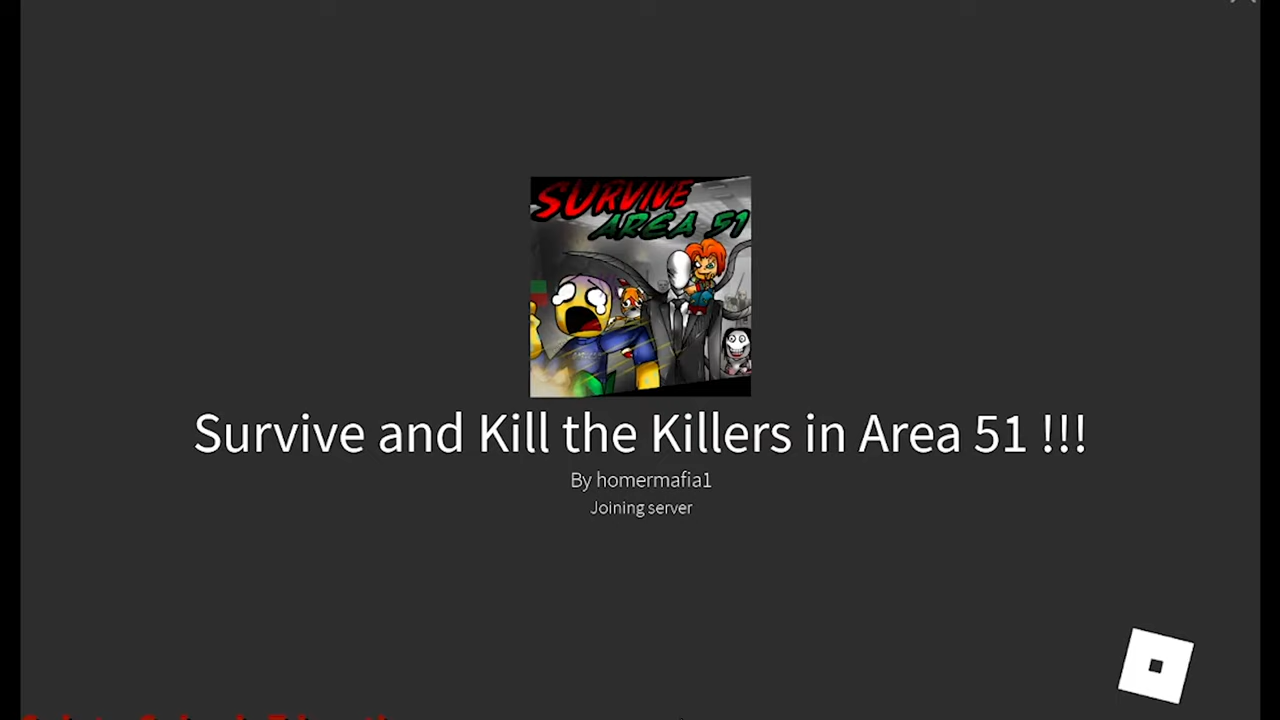 SURVIVE
AREA 51
Survive and Kill the Killers in Area 51 !!!
By homermafia1
Joining server